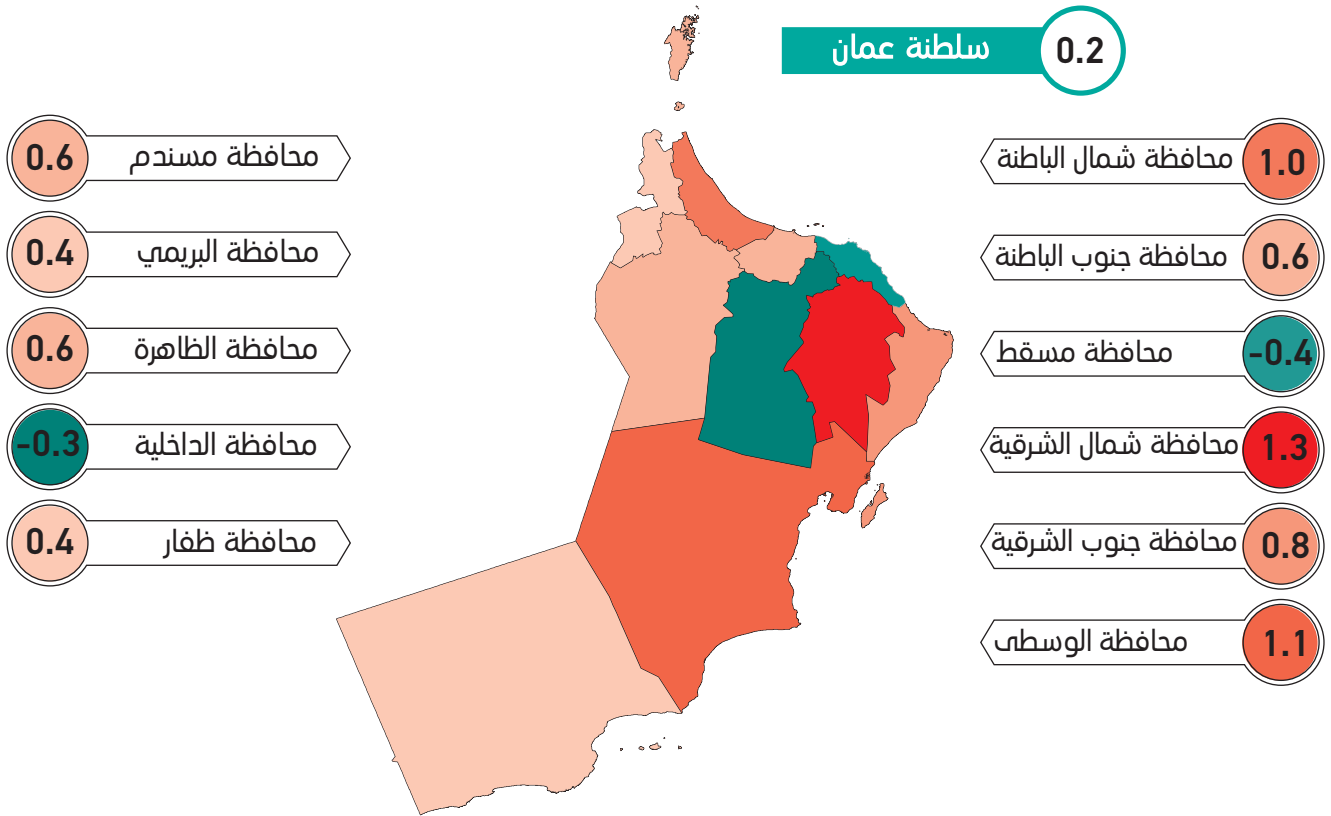 سلطنة عمان 0.2
محافظة شمال الباطنة 1.0
محافظة جنوب الباطنة 0.6
محافظة مسقط -0.4
محافظة شمال الشرقية 1.3
محافظة جنوب الشرقية 0.8
محافظة الوسطى 1.1
محافظة مسندم 0.6
محافظة البريمي 0.4
محافظة الظاهرة 0.6
محافظة الداخلية -0.3
محافظة ظفار 0.4